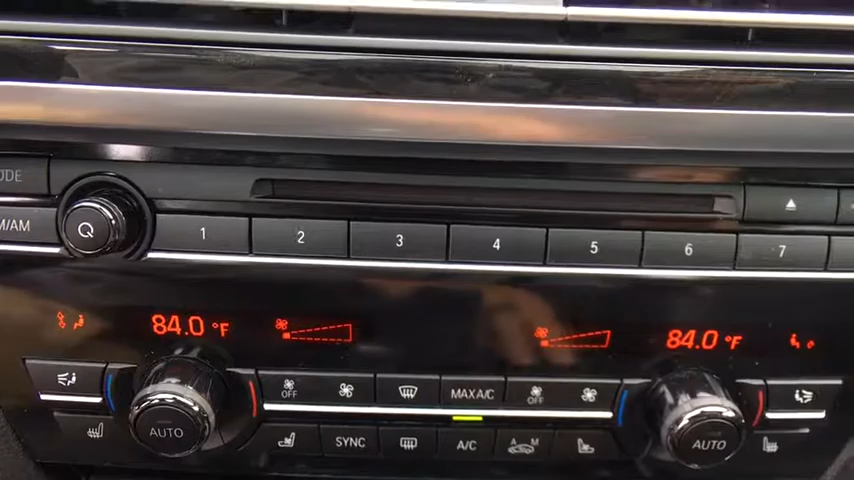 ODE
M/AM
1 2 3 4 5 6 7
84.0 °F 84.0 °F
OFF MAX A/C OFF
AUTO SYNC A/C A M AUTO